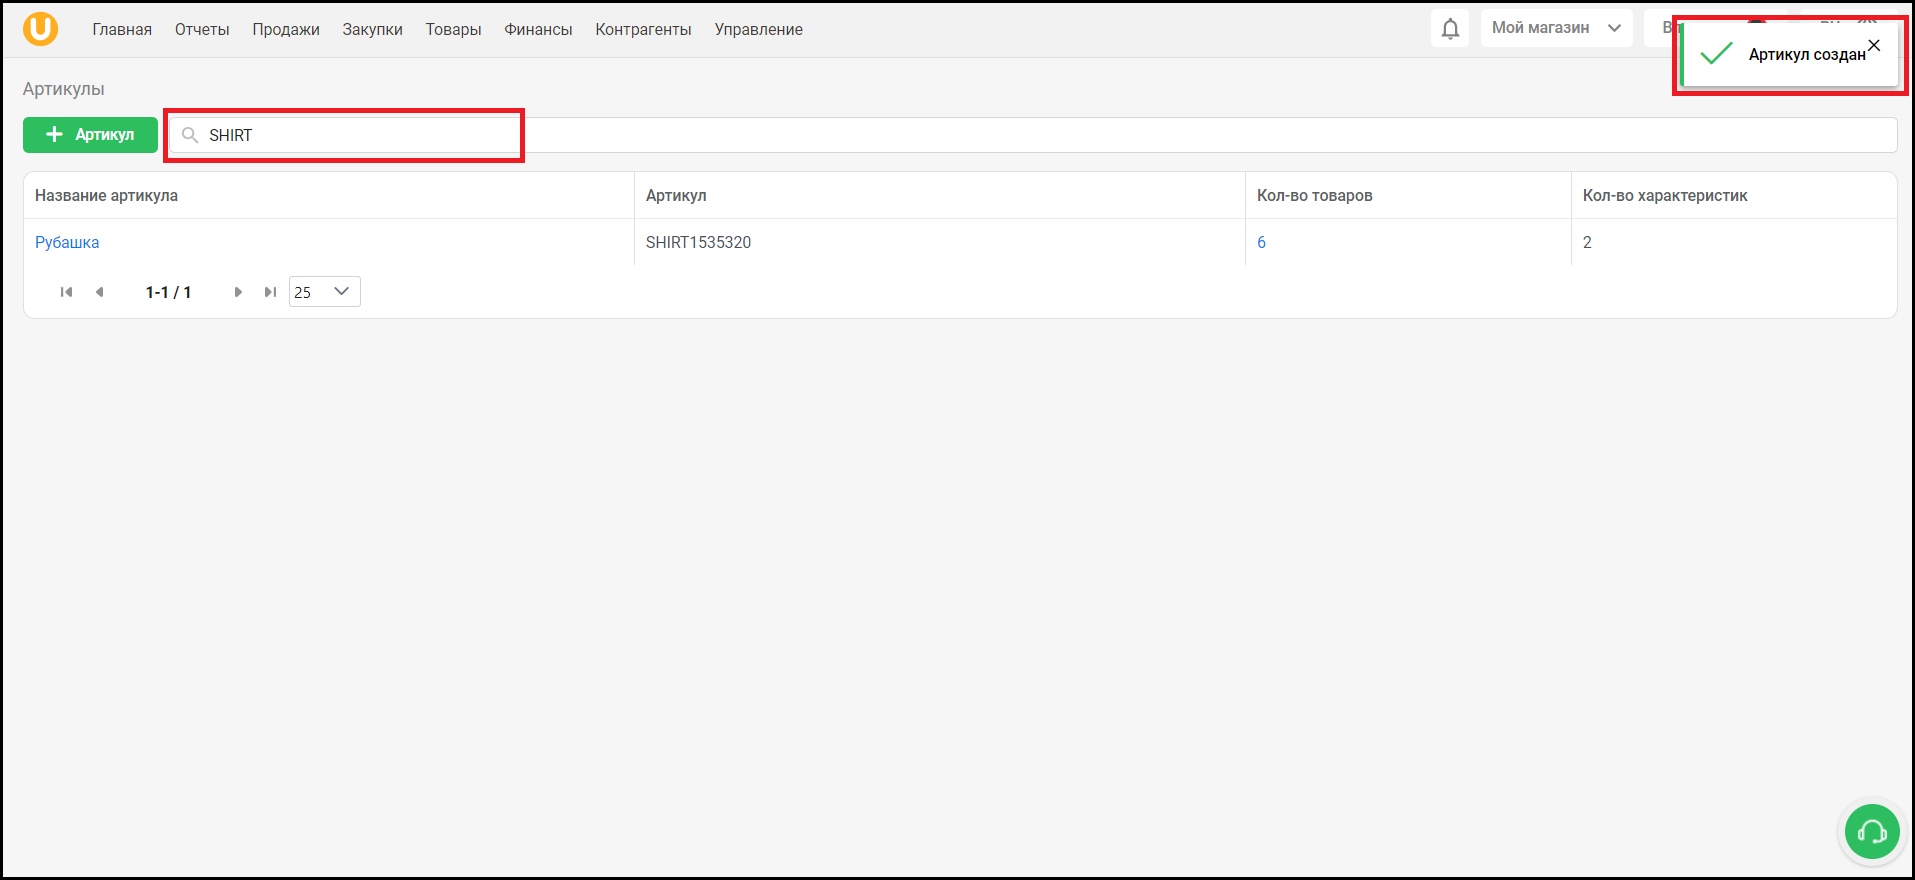 U
Главная Отчеты Продажи Закупки Товары Финансы Контрагенты Управление
Мой магазин
Артикул создан
Артикулы
Артикул
SHIRT
Название артикула Артикул Кол-во товаров Кол-во характеристик
Рубашка SHIRT1535320 6 2
1-1 / 1 25